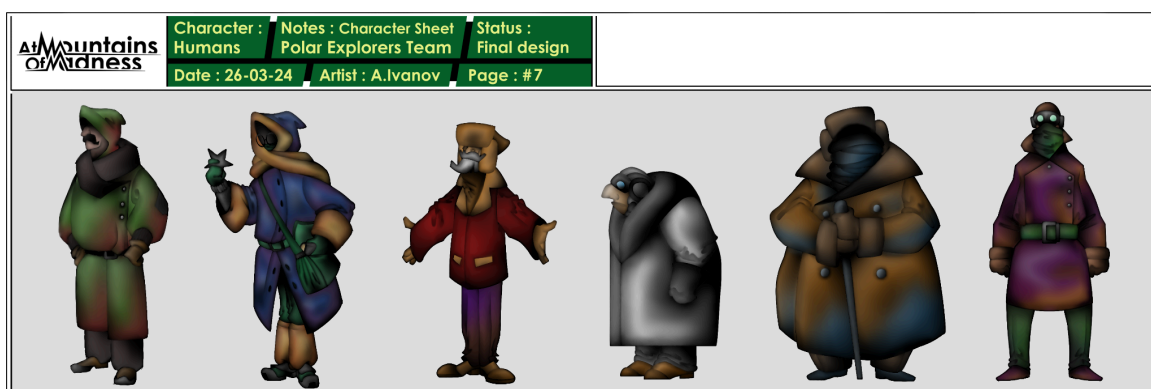 At Mountains
Of Madness
Character : Humans
Notes : Character Sheet
Polar Explorers Team
Status :
Final design
Date : 26-03-24
Artist : A.Ivanov
Page : #7